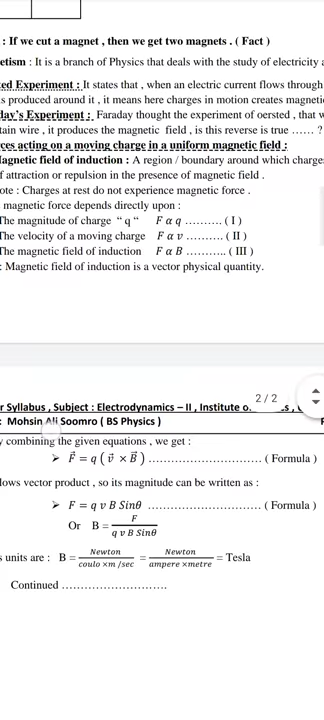 : If we cut a magnet , then we get two magnets . ( Fact )
etism : It is a branch of Physics that deals with the study of electricity a
ted Experiment : It states that , when an electric current flows through
s produced around it , it means here charges in motion creates magneti
day's Experiment : Faraday thought the experiment of oersted , that w
tain wire , it produces the magnetic field , is this reverse is true …… ?
rces acting on a moving charge in a uniform magnetic field :
Magnetic field of induction : A region / boundary around which charge
f attraction or repulsion in the presence of magnetic field .
ote : Charges at rest do not experience magnetic force .
magnetic force depends directly upon :
The magnitude of charge “ q “ F α q ………. ( I )
The velocity of a moving charge F α v ………. ( II )
The magnetic field of induction F α B ……….. ( III )
: Magnetic field of induction is a vector physical quantity.
2 / 2
r Syllabus , Subject : Electrodynamics – II , Institute o
: Mohsin Ali Soomro ( BS Physics )
y combining the given equations , we get :
➢ F⃗ = q ( v⃗ × B⃗ ) …………………………… ( Formula )
lows vector product , so its magnitude can be written as :
➢ F = q v B Sinθ …………………………… ( Formula )
Or B = F / q v B Sinθ
s units are : B = Newton / coulo ×m /sec = Newton / ampere ×metre = Tesla
Continued ……………………….